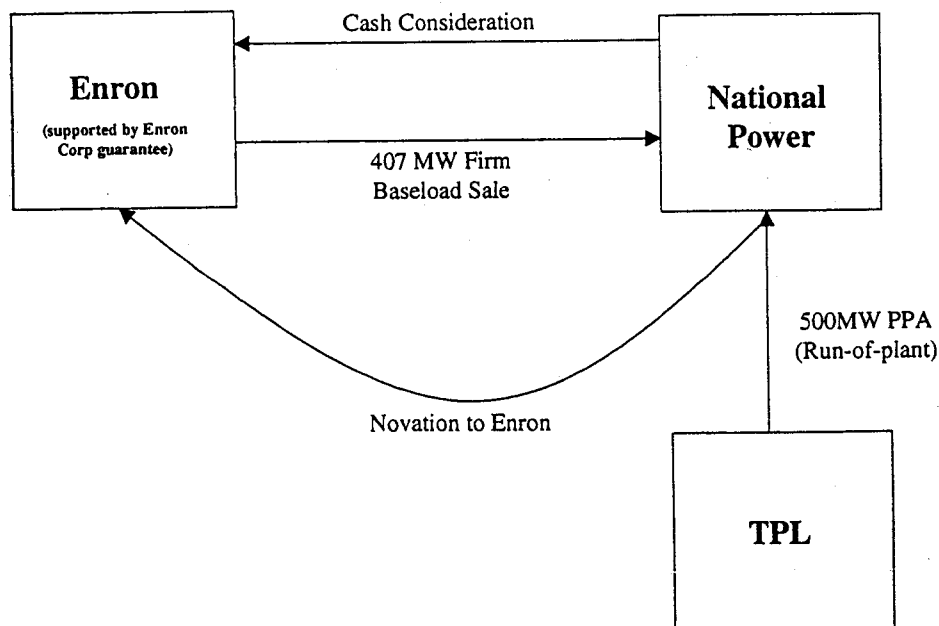 Cash Consideration
Enron
(supported by Enron
Corp guarantee)
National
Power
407 MW Firm
Baseload Sale
500MW PPA
(Run-of-plant)
Novation to Enron
TPL